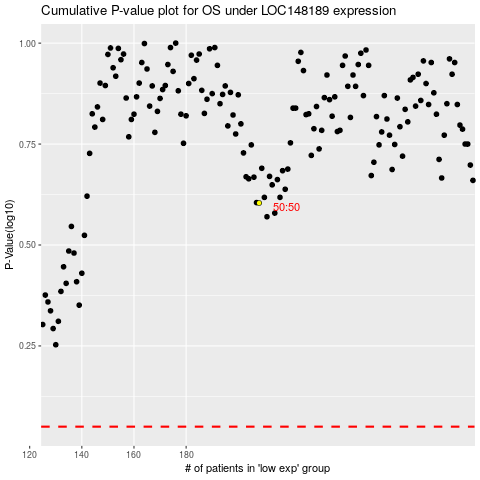 Cumulative P-value plot for OS under LOC148189 expression
P-Value(log10)
1.00
0.75
0.50
0.25
50:50
120 140 160 180
# of patients in 'low exp' group